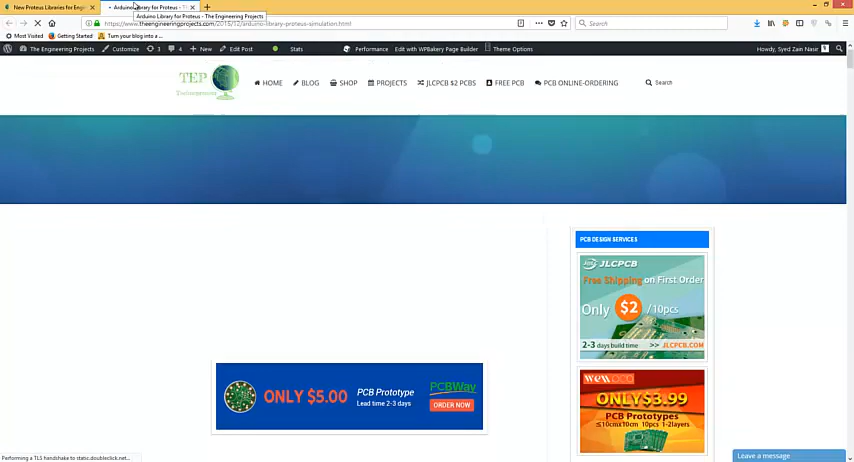 New Proteus Libraries for Engi
Arduino Library for Proteus - T
Arduino Library for Proteus - The Engineering Projects
https://www.theengineeringprojects.com/2015/12/arduino-library-proteus-simulation.html
Search
Most Visited
Getting Started
Turn your blog into a ...
The Engineering Projects
Customize
3
4
New
Edit Post
Stats
Performance
Edit with WPBakery Page Builder
Theme Options
Howdy, Syed Zain Nasir
TEP
HOME
BLOG
SHOP
PROJECTS
JLCPCB $2 PCBS
FREE PCB
PCB ONLINE-ORDERING
Search
PCB DESIGN SERVICES
JLCPCB
Free Shipping on First Order
Only $2 /10pcs
2-3 days build time >> JLCPCB.COM
ONLY $5.00
PCB Prototype
Lead time 2-3 days
PCBWay
ORDER NOW
ONLY$3.99
PCB Prototypes
≤10cmx10cm 10pcs 1-2layers
Performing a TLS handshake to static.doubleclick.net...
Leave a message